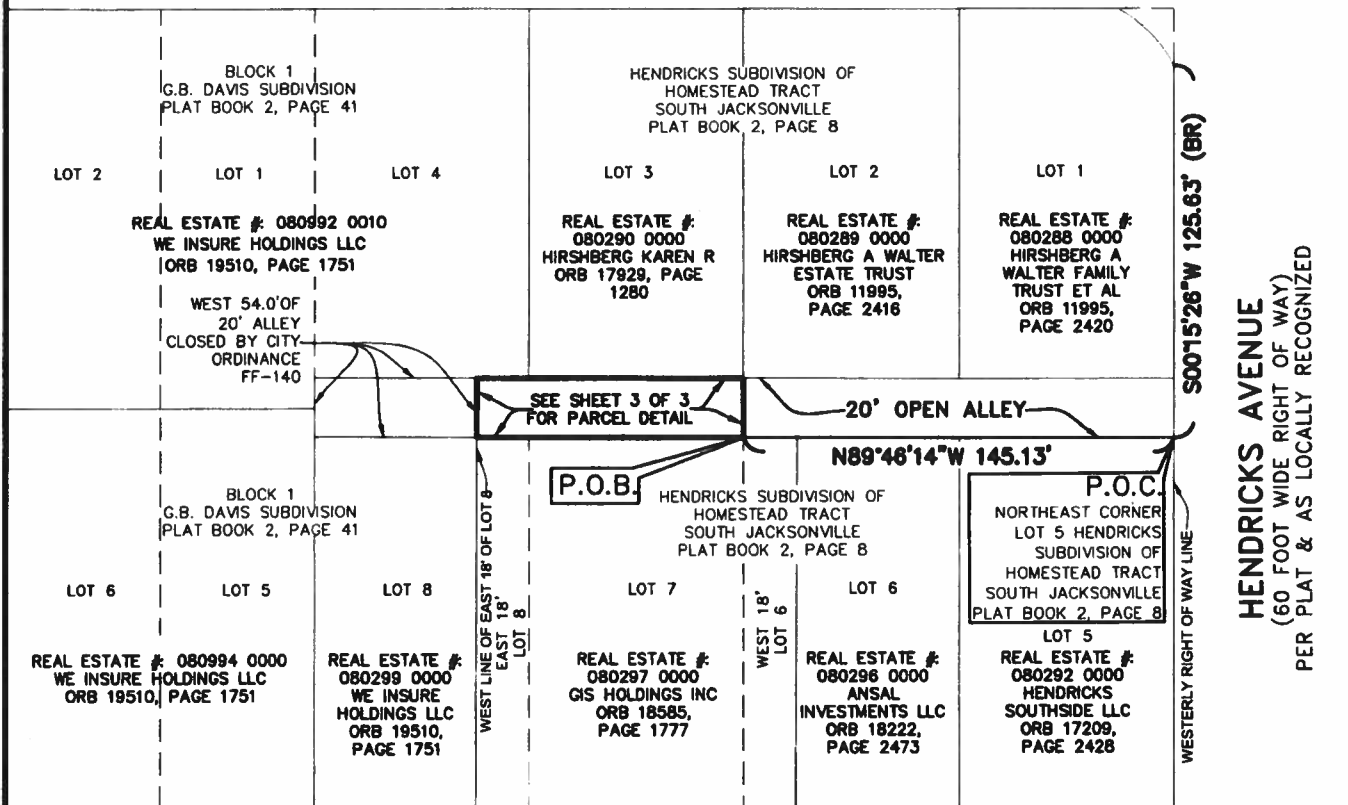 BLOCK 1
G.B. DAVIS SUBDIVISION
PLAT BOOK 2, PAGE 41
HENDRICKS SUBDIVISION OF
HOMESTEAD TRACT
SOUTH JACKSONVILLE
PLAT BOOK 2, PAGE 8
LOT 2
LOT 1
LOT 4
LOT 3
LOT 2
LOT 1
REAL ESTATE #: 080992 0010
WE INSURE HOLDINGS LLC
ORB 19510, PAGE 1751
REAL ESTATE #:
080290 0000
HIRSHBERG KAREN R
ORB 17929, PAGE
1280
REAL ESTATE #:
080289 0000
HIRSHBERG A WALTER
ESTATE TRUST
ORB 11995,
PAGE 2416
REAL ESTATE #:
080288 0000
HIRSHBERG A
WALTER FAMILY
TRUST ET AL
ORB 11995,
PAGE 2420
S00°15'26"W 125.63' (BR)
HENDRICKS AVENUE
(60 FOOT WIDE RIGHT OF WAY)
PER PLAT & AS LOCALLY RECOGNIZED
WEST 54.0'OF
20' ALLEY
CLOSED BY CITY
ORDINANCE
FF-140
SEE SHEET 3 OF 3
FOR PARCEL DETAIL
20' OPEN ALLEY
N89°46'14"W 145.13'
P.O.B.
P.O.C.
NORTHEAST CORNER
LOT 5 HENDRICKS
SUBDIVISION OF
HOMESTEAD TRACT
SOUTH JACKSONVILLE
PLAT BOOK 2, PAGE 8
BLOCK 1
G.B. DAVIS SUBDIVISION
PLAT BOOK 2, PAGE 41
HENDRICKS SUBDIVISION OF
HOMESTEAD TRACT
SOUTH JACKSONVILLE
PLAT BOOK 2, PAGE 8
LOT 6
LOT 5
LOT 8
WEST LINE OF EAST 18' OF LOT 8
EAST 18'
LOT 8
LOT 7
WEST 18'
LOT 6
LOT 6
LOT 5
WESTERLY RIGHT OF WAY LINE
REAL ESTATE #: 080994 0000
WE INSURE HOLDINGS LLC
ORB 19510, PAGE 1751
REAL ESTATE #:
080299 0000
WE INSURE
HOLDINGS LLC
ORB 19510,
PAGE 1751
REAL ESTATE #:
080297 0000
GIS HOLDINGS INC
ORB 18585,
PAGE 1777
REAL ESTATE #:
080296 0000
ANSAL
INVESTMENTS LLC
ORB 18222,
PAGE 2473
REAL ESTATE #:
080292 0000
HENDRICKS
SOUTHSIDE LLC
ORB 17209,
PAGE 2428